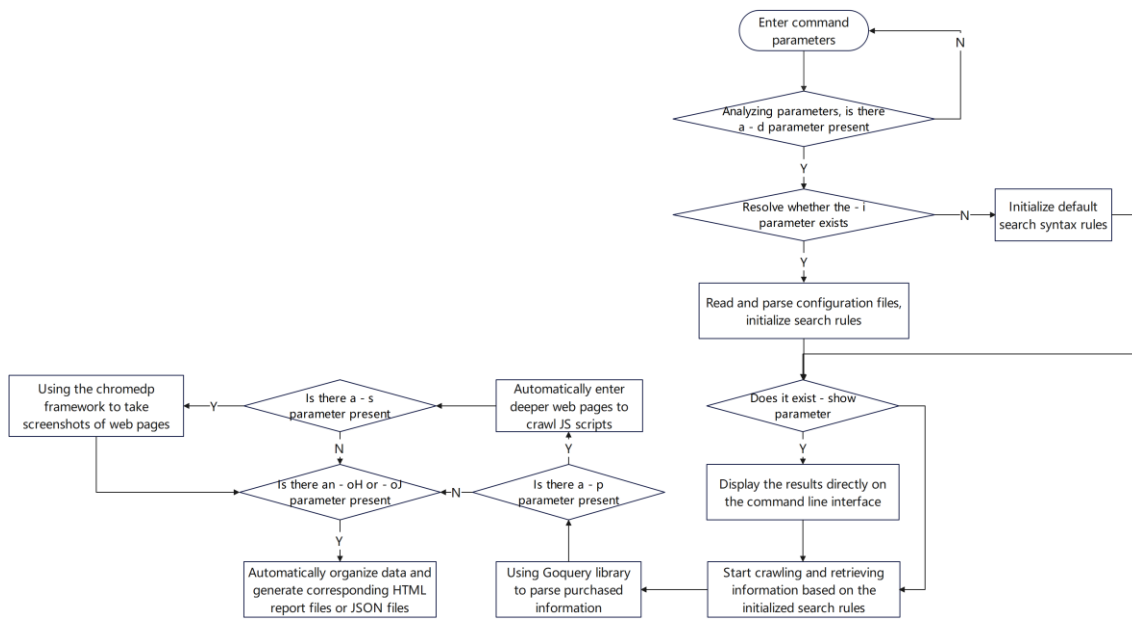 Enter command
parameters
N
Analyzing parameters, is there
a - d parameter present
Y
Resolve whether the - i
parameter exists
N
Initialize default
search syntax rules
Y
Read and parse configuration files,
initialize search rules
Does it exist - show
parameter
Y
Display the results directly on
the command line interface
Start crawling and retrieving
information based on the
initialized search rules
Using Goquery library
to parse purchased
information
Is there a - p
parameter present
Y
N
Automatically enter
deeper web pages to
crawl JS scripts
Is there a - s
parameter present
Y
N
Using the chromedp
framework to take
screenshots of web pages
Is there an - oH or - oJ
parameter present
Y
Automatically organize data and
generate corresponding HTML
report files or JSON files